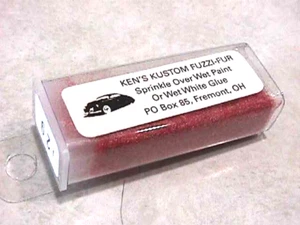 KEN'S KUSTOM FUZZI-FUR
Sprinkle Over Wet Paint
Or Wet White Glue
PO Box 85, Fremont, OH